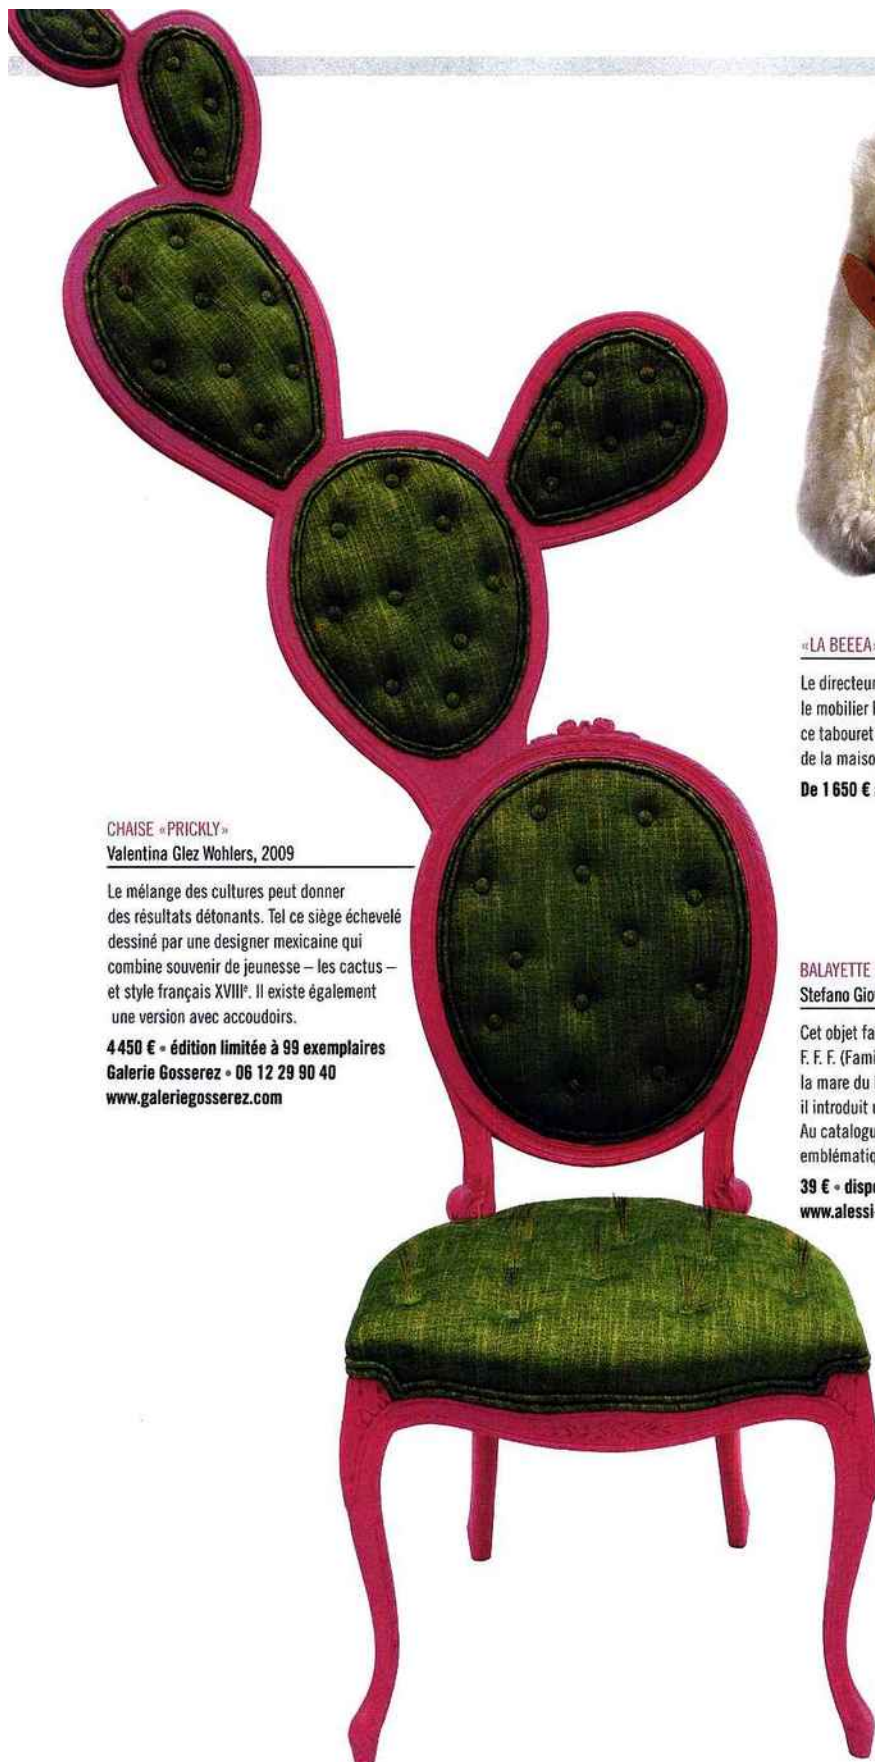 CHAISE «PRICKLY»
Valentina Glez Wohlers, 2009
Le mélange des cultures peut donner
des résultats détonants. Tel ce siège échevelé
dessiné par une designer mexicaine qui
combine souvenir de jeunesse – les cactus –
et style français XVIIIe. Il existe également
une version avec accoudoirs.
4 450 € • édition limitée à 99 exemplaires
Galerie Gosserez • 06 12 29 90 40
www.galeriegosserez.com
«LA BEEEA»
Le directeur
le mobilier
ce tabouret
de la maiso
De 1 650 €
BALAYETTE
Stefano Gio
Cet objet fa
F. F. F. (Fami
la mare du
il introduit
Au catalogu
emblématiq
39 € • dispo
www.alessi